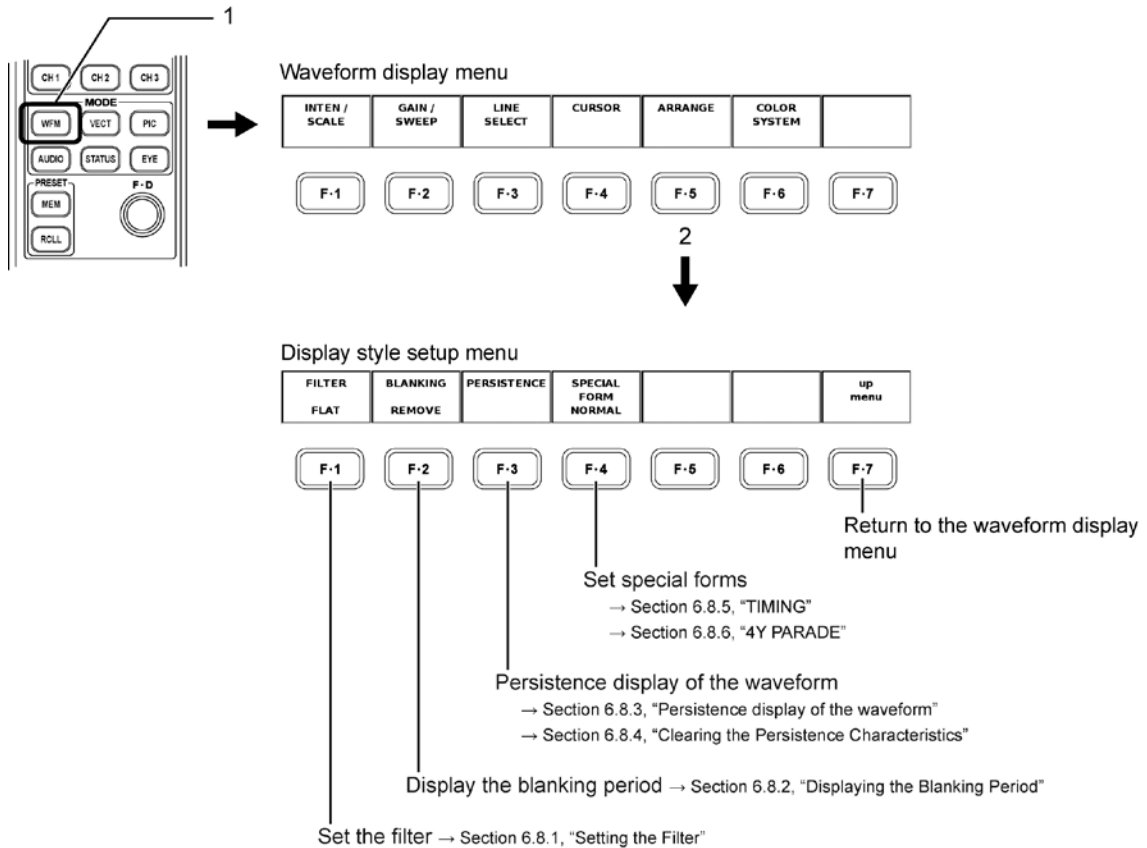 1
CH 1 CH 2 CH 3
MODE
WFM VECT PIC
AUDIO STATUS EYE
PRESET F·D
MEM
ROLL
Waveform display menu
INTEN / GAIN / LINE CURSOR ARRANGE COLOR
SCALE SWEEP SELECT SYSTEM
F·1 F·2 F·3 F·4 F·5 F·6 F·7
2
Display style setup menu
FILTER BLANKING PERSISTENCE SPECIAL up
FORM menu
FLAT REMOVE NORMAL
F·1 F·2 F·3 F·4 F·5 F·6 F·7
Return to the waveform display
menu
Set special forms
→ Section 6.8.5, “TIMING”
→ Section 6.8.6, “4Y PARADE”
Persistence display of the waveform
→ Section 6.8.3, “Persistence display of the waveform”
→ Section 6.8.4, “Clearing the Persistence Characteristics”
Display the blanking period → Section 6.8.2, “Displaying the Blanking Period”
Set the filter → Section 6.8.1, “Setting the Filter”